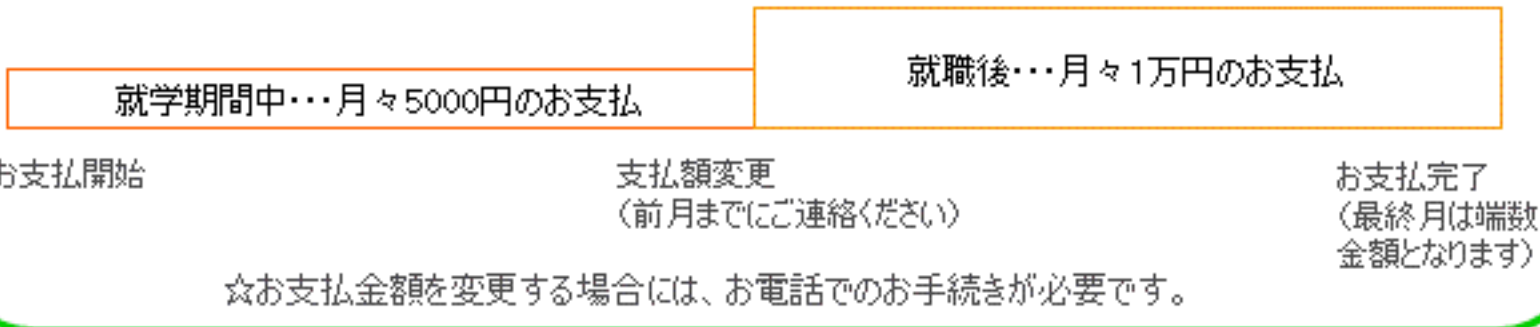 就職後･･･月々1万円のお支払
就学期間中･･･月々5000円のお支払
お支払開始
支払額変更
（前月までにご連絡ください）
お支払完了
（最終月は端数
金額となります）
☆お支払金額を変更する場合には、お電話でのお手続きが必要です。